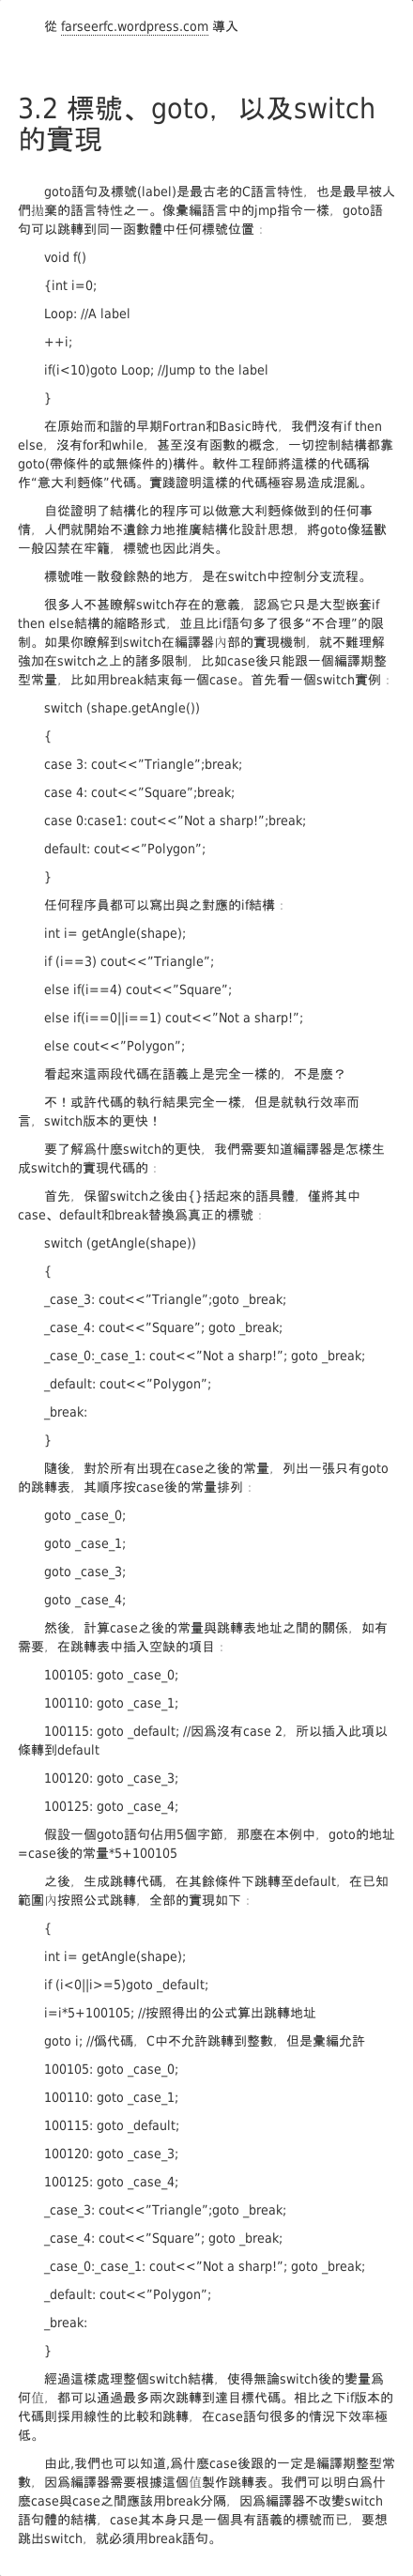 從 farseerfc.wordpress.com 導入
3.2 標號、goto，以及switch
的實現
goto語句及標號(label)是最古老的C語言特性，也是最早被人
們拋棄的語言特性之一。像彙編語言中的jmp指令一樣，goto語
句可以跳轉到同一函數體中任何標號位置：
void f()
{int i=0;
Loop: //A label
++i;
if(i<10)goto Loop; //Jump to the label
}
在原始而和諧的早期Fortran和Basic時代，我們沒有if then
else，沒有for和while，甚至沒有函數的概念，一切控制結構都靠
goto(帶條件的或無條件的)構件。軟件工程師將這樣的代碼稱
作“意大利麪條”代碼。實踐證明這樣的代碼極容易造成混亂。
自從證明了結構化的程序可以做意大利麪條做到的任何事
情，人們就開始不遺餘力地推廣結構化設計思想，將goto像猛獸
一般囚禁在牢籠，標號也因此消失。
標號唯一散發餘熱的地方，是在switch中控制分支流程。
很多人不甚瞭解switch存在的意義，認爲它只是大型嵌套if
then else結構的縮略形式，並且比if語句多了很多“不合理”的限
制。如果你瞭解到switch在編譯器內部的實現機制，就不難理解
強加在switch之上的諸多限制，比如case後只能跟一個編譯期整
型常量，比如用break結束每一個case。首先看一個switch實例：
switch (shape.getAngle())
{
case 3: cout<<”Triangle”;break;
case 4: cout<<”Square”;break;
case 0:case1: cout<<”Not a sharp!”;break;
default: cout<<”Polygon”;
}
任何程序員都可以寫出與之對應的if結構：
int i= getAngle(shape);
if (i==3) cout<<”Triangle”;
else if(i==4) cout<<”Square”;
else if(i==0||i==1) cout<<”Not a sharp!”;
else cout<<”Polygon”;
看起來這兩段代碼在語義上是完全一樣的，不是麼？
不！或許代碼的執行結果完全一樣，但是就執行效率而
言，switch版本的更快！
要了解爲什麼switch的更快，我們需要知道編譯器是怎樣生
成switch的實現代碼的：
首先，保留switch之後由{}括起來的語具體，僅將其中
case、default和break替換爲真正的標號：
switch (getAngle(shape))
{
_case_3: cout<<”Triangle”;goto _break;
_case_4: cout<<”Square”; goto _break;
_case_0:_case_1: cout<<”Not a sharp!”; goto _break;
_default: cout<<”Polygon”;
_break:
}
隨後，對於所有出現在case之後的常量，列出一張只有goto
的跳轉表，其順序按case後的常量排列：
goto _case_0;
goto _case_1;
goto _case_3;
goto _case_4;
然後，計算case之後的常量與跳轉表地址之間的關係，如有
需要，在跳轉表中插入空缺的項目：
100105: goto _case_0;
100110: goto _case_1;
100115: goto _default; //因爲沒有case 2，所以插入此項以
條轉到default
100120: goto _case_3;
100125: goto _case_4;
假設一個goto語句佔用5個字節，那麼在本例中，goto的地址
=case後的常量*5+100105
之後，生成跳轉代碼，在其餘條件下跳轉至default，在已知
範圍內按照公式跳轉，全部的實現如下：
{
int i= getAngle(shape);
if (i<0||i>=5)goto _default;
i=i*5+100105; //按照得出的公式算出跳轉地址
goto i; //僞代碼，C中不允許跳轉到整數，但是彙編允許
100105: goto _case_0;
100110: goto _case_1;
100115: goto _default;
100120: goto _case_3;
100125: goto _case_4;
_case_3: cout<<”Triangle”;goto _break;
_case_4: cout<<”Square”; goto _break;
_case_0:_case_1: cout<<”Not a sharp!”; goto _break;
_default: cout<<”Polygon”;
_break:
}
經過這樣處理整個switch結構，使得無論switch後的變量爲
何值，都可以通過最多兩次跳轉到達目標代碼。相比之下if版本的
代碼則採用線性的比較和跳轉，在case語句很多的情況下效率極
低。
由此,我們也可以知道,爲什麼case後跟的一定是編譯期整型常
數，因爲編譯器需要根據這個值製作跳轉表。我們可以明白爲什
麼case與case之間應該用break分隔，因爲編譯器不改變switch
語句體的結構，case其本身只是一個具有語義的標號而已，要想
跳出switch，就必須用break語句。